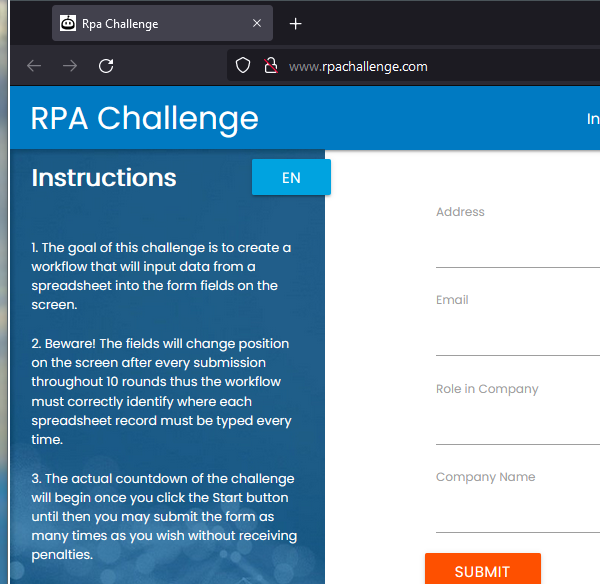 Rpa Challenge
www.rpachallenge.com
RPA Challenge
In
Instructions
EN
1. The goal of this challenge is to create a
workflow that will input data from a
spreadsheet into the form fields on the
screen.
2. Beware! The fields will change position
on the screen after every submission
throughout 10 rounds thus the workflow
must correctly identify where each
spreadsheet record must be typed every
time.
3. The actual countdown of the challenge
will begin once you click the Start button
until then you may submit the form as
many times as you wish without receiving
penalties.
Address
Email
Role in Company
Company Name
SUBMIT